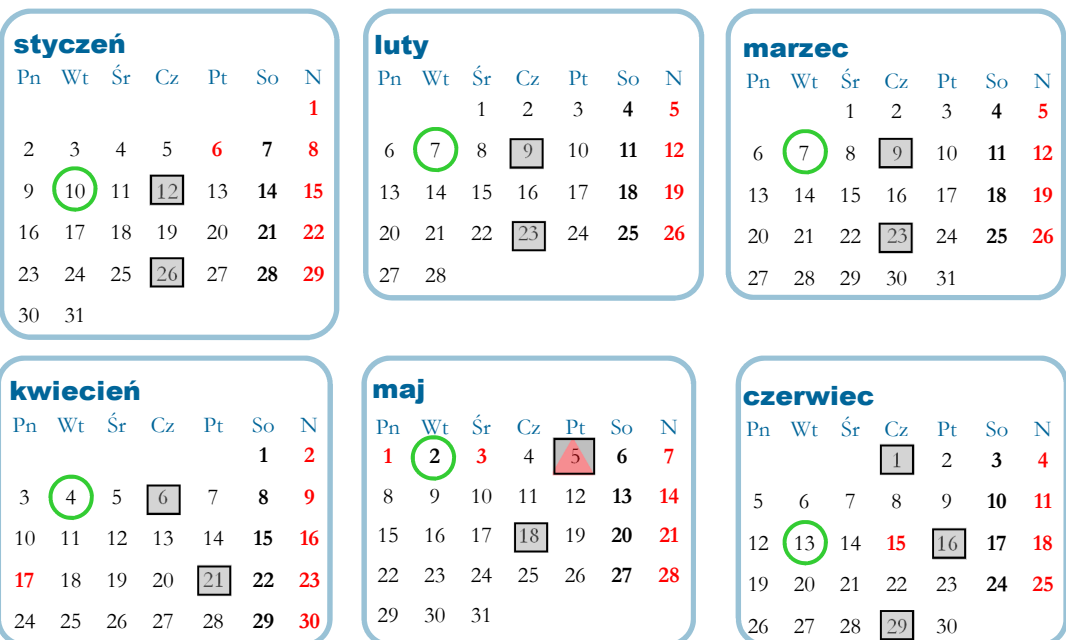 styczeń
Pn Wt Śr Cz Pt So N
1
2 3 4 5 6 7 8
9 10 11 12 13 14 15
16 17 18 19 20 21 22
23 24 25 26 27 28 29
30 31
luty
Pn Wt Śr Cz Pt So N
1 2 3 4 5
6 7 8 9 10 11 12
13 14 15 16 17 18 19
20 21 22 23 24 25 26
27 28
marzec
Pn Wt Śr Cz Pt So N
1 2 3 4 5
6 7 8 9 10 11 12
13 14 15 16 17 18 19
20 21 22 23 24 25 26
27 28 29 30 31
kwiecień
Pn Wt Śr Cz Pt So N
1 2
3 4 5 6 7 8 9
10 11 12 13 14 15 16
17 18 19 20 21 22 23
24 25 26 27 28 29 30
maj
Pn Wt Śr Cz Pt So N
1 2 3 4 5 6 7
8 9 10 11 12 13 14
15 16 17 18 19 20 21
22 23 24 25 26 27 28
29 30 31
czerwiec
Pn Wt Śr Cz Pt So N
1 2 3 4
5 6 7 8 9 10 11
12 13 14 15 16 17 18
19 20 21 22 23 24 25
26 27 28 29 30